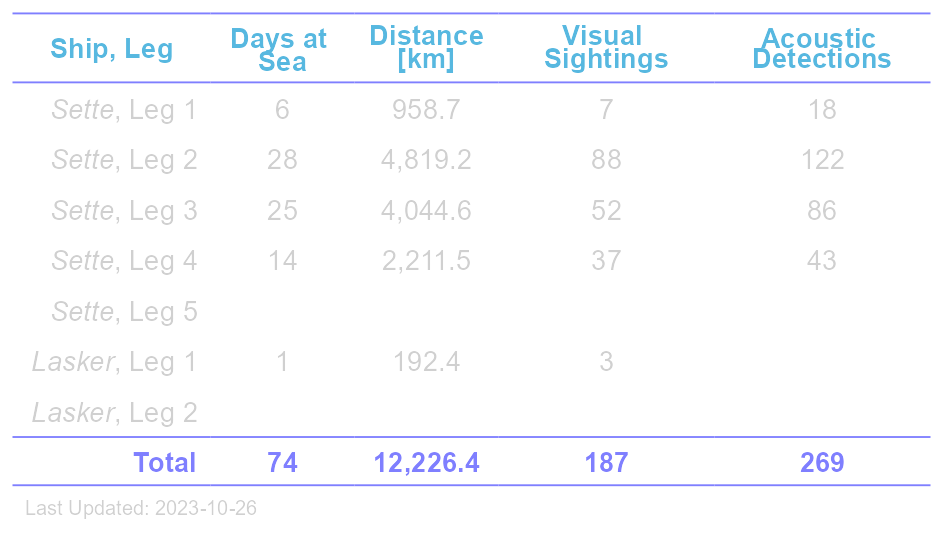 Ship, Leg Days at Sea Distance [km] Visual Sightings Acoustic Detections
Sette, Leg 1 6 958.7 7 18
Sette, Leg 2 28 4,819.2 88 122
Sette, Leg 3 25 4,044.6 52 86
Sette, Leg 4 14 2,211.5 37 43
Sette, Leg 5
Lasker, Leg 1 1 192.4 3
Lasker, Leg 2
Total 74 12,226.4 187 269
Last Updated: 2023-10-26